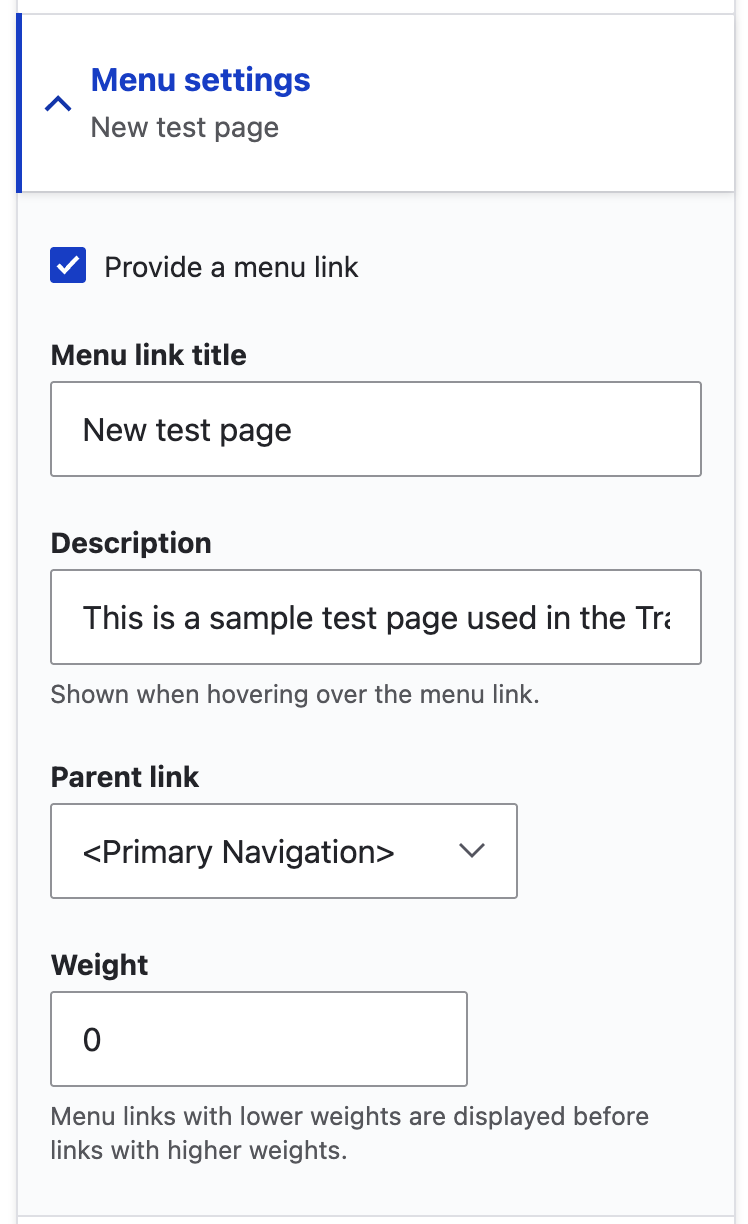 Menu settings
New test page
Provide a menu link
Menu link title
New test page
Description
This is a sample test page used in the
Shown when hovering over the menu link.
Parent link
<Primary Navigation>
Weight
0
Menu links with lower weights are displayed before
links with higher weights.